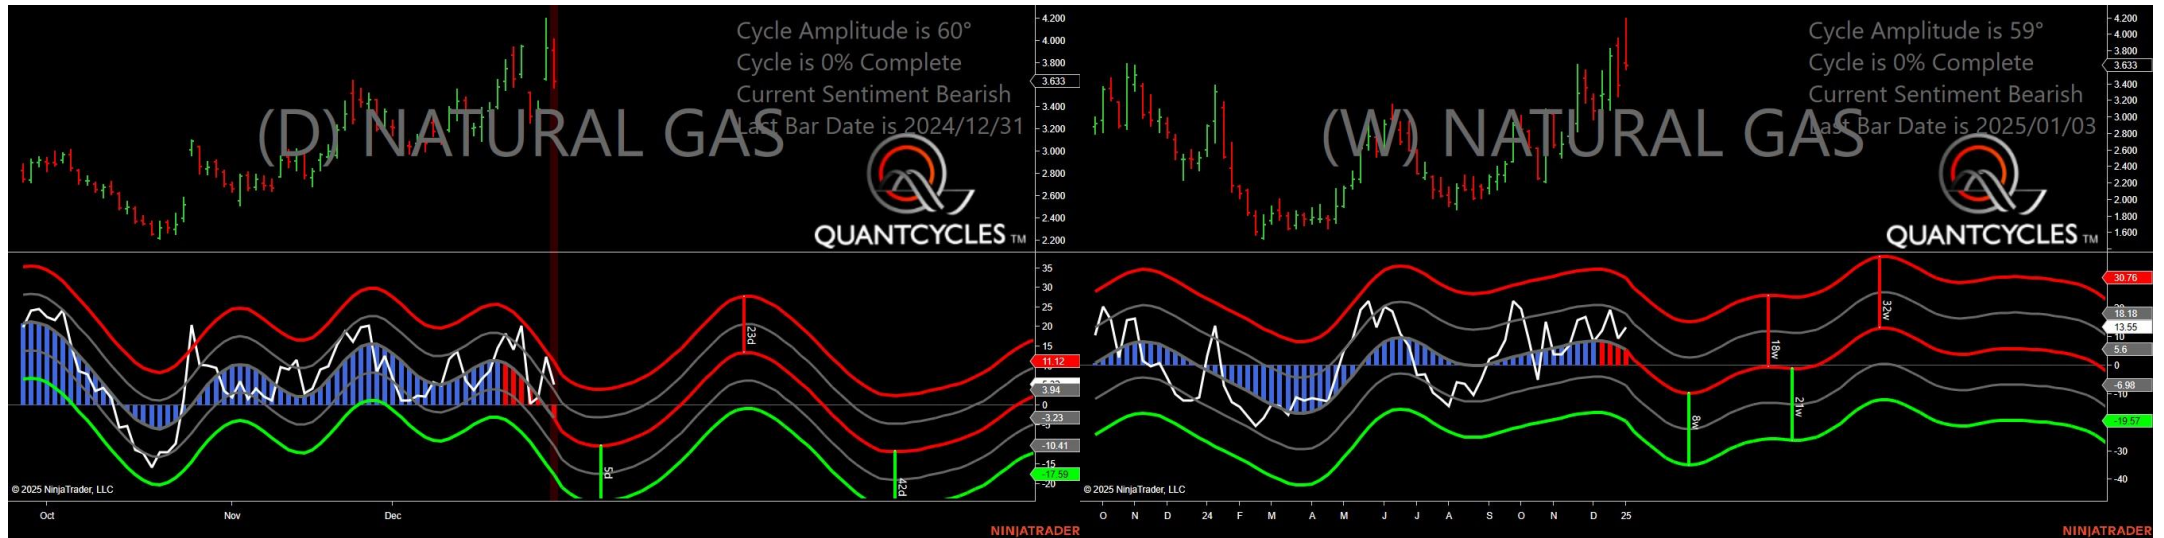 Cycle Amplitude is 60°
Cycle is 0% Complete
Current Sentiment Bearish
Last Bar Date is 2024/12/31
(D) NATURAL GAS
QUANTCYCLES TM
4.200
4.000
3.800
3.633
3.400
3.200
3.000
2.800
2.600
2.400
2.200
35
30
25
20
15
11.12
3.94
0
-3.23
-5
-10.41
-15
-17.59
-20
23d
5d
42d
© 2025 NinjaTrader, LLC
Oct
Nov
Dec
NINJATRADER
Cycle Amplitude is 59°
Cycle is 0% Complete
Current Sentiment Bearish
Last Bar Date is 2025/01/03
(W) NATURAL GAS
QUANTCYCLES TM
4.200
4.000
3.800
3.633
3.400
3.200
3.000
2.800
2.600
2.400
2.200
2.000
1.800
1.600
30.76
18.18
13.55
10
5.6
0
-6.98
-10
-19.57
-30
-40
32w
18w
21w
8w
© 2025 NinjaTrader, LLC
O N D 24 F M A M J J A S O N D 25
NINJATRADER